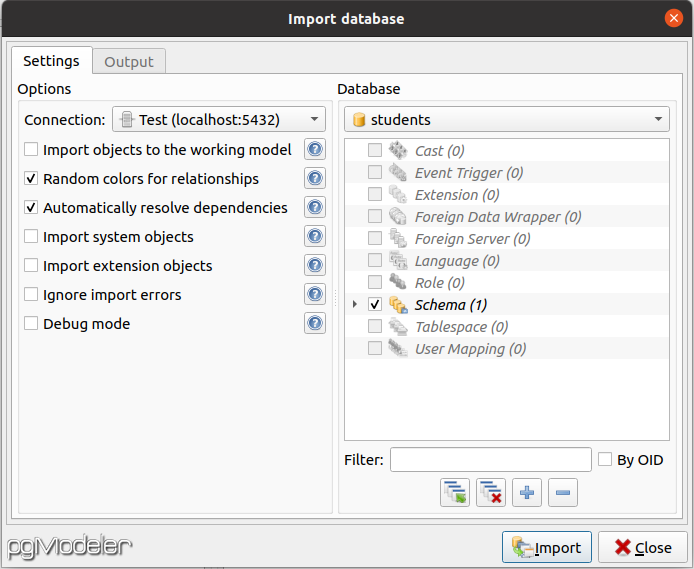 Import database
Settings
Output
Options
Connection: Test (localhost:5432)
Import objects to the working model
Random colors for relationships
Automatically resolve dependencies
Import system objects
Import extension objects
Ignore import errors
Debug mode
Database
students
Cast (0)
Event Trigger (0)
Extension (0)
Foreign Data Wrapper (0)
Foreign Server (0)
Language (0)
Role (0)
Schema (1)
Tablespace (0)
User Mapping (0)
Filter:
By OID
pgModeler
Import
Close